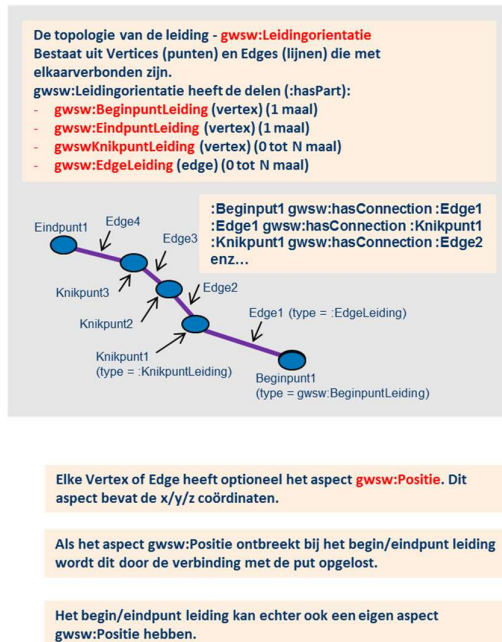 De topologie van de leiding - gwsw:Leidingorientatie
Bestaat uit Vertices (punten) en Edges (lijnen) die met
elkaarverbonden zijn.
gwsw:Leidingorientatie heeft de delen (:hasPart):
- gwsw:BeginpuntLeiding (vertex) (1 maal)
- gwsw:EindpuntLeiding (vertex) (1 maal)
- gwswKnikpuntLeiding (vertex) (0 tot N maal)
- gwsw:EdgeLeiding (edge) (0 tot N maal)
:Beginput1 gwsw:hasConnection :Edge1
:Edge1 gwsw:hasConnection :Knikput1
:Knikput1 gwsw:hasConnection :Edge2
enz...
Eindpunt1
Edge4
Edge3
Knikpunt3
Edge2
Knikpunt2
Edge1 (type = :EdgeLeiding)
Knikpunt1
(type = :KnikpuntLeiding)
Beginpunt1
(type = gwsw:BeginpuntLeiding)
Elke Vertex of Edge heeft optioneel het aspect gwsw:Positie. Dit
aspect bevat de x/y/z coördinaten.
Als het aspect gwsw:Positie ontbreekt bij het begin/eindpunt leiding
wordt dit door de verbinding met de put opgelost.
Het begin/eindpunt leiding kan echter ook een eigen aspect
gwsw:Positie hebben.